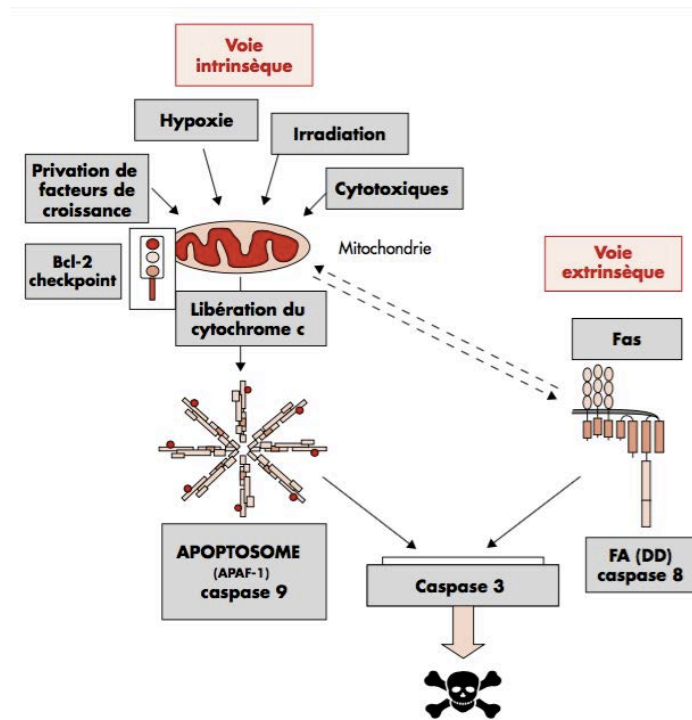 Voie
intrinsèque
Hypoxie
Irradiation
Privation de
facteurs de
croissance
Cytotoxiques
Bcl-2
checkpoint
Mitochondrie
Voie
extrinsèque
Libération du
cytochrome c
Fas
APOPTOSOME
(APAF-1)
caspase 9
Caspase 3
FA (DD)
caspase 8